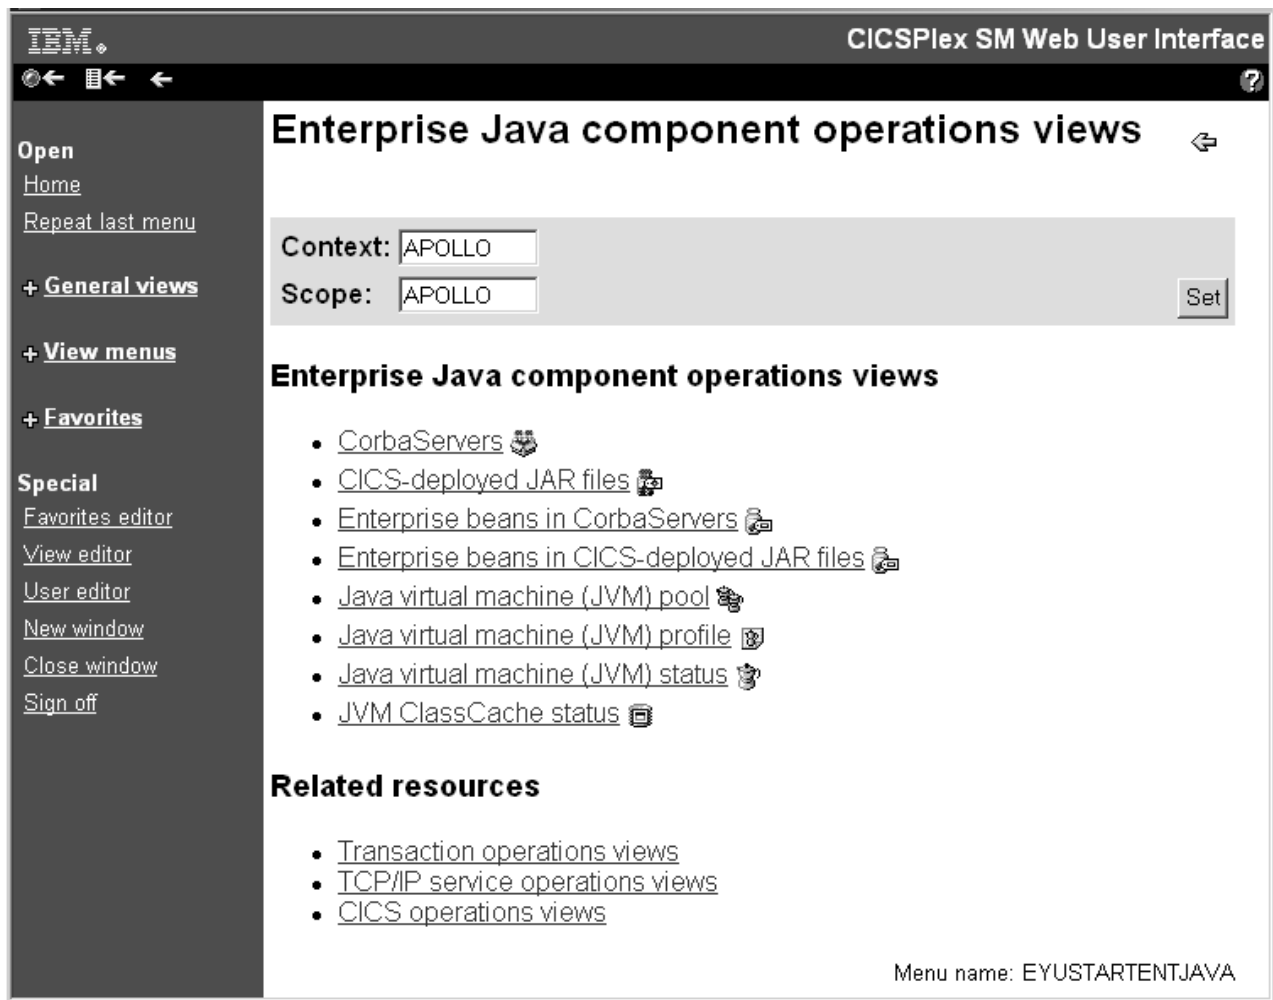 IBM.
CICSPlex SM Web User Interface
?
Enterprise Java component operations views
Open
Home
Repeat last menu
+ General views
+ View menus
+ Favorites
Special
Favorites editor
View editor
User editor
New window
Close window
Sign off
Context: APOLLO
Scope: APOLLO
Set
Enterprise Java component operations views
• CorbaServers
• CICS-deployed JAR files
• Enterprise beans in CorbaServers
• Enterprise beans in CICS-deployed JAR files
• Java virtual machine (JVM) pool
• Java virtual machine (JVM) profile
• Java virtual machine (JVM) status
• JVM ClassCache status
Related resources
• Transaction operations views
• TCP/IP service operations views
• CICS operations views
Menu name: EYUSTARTENTJAVA